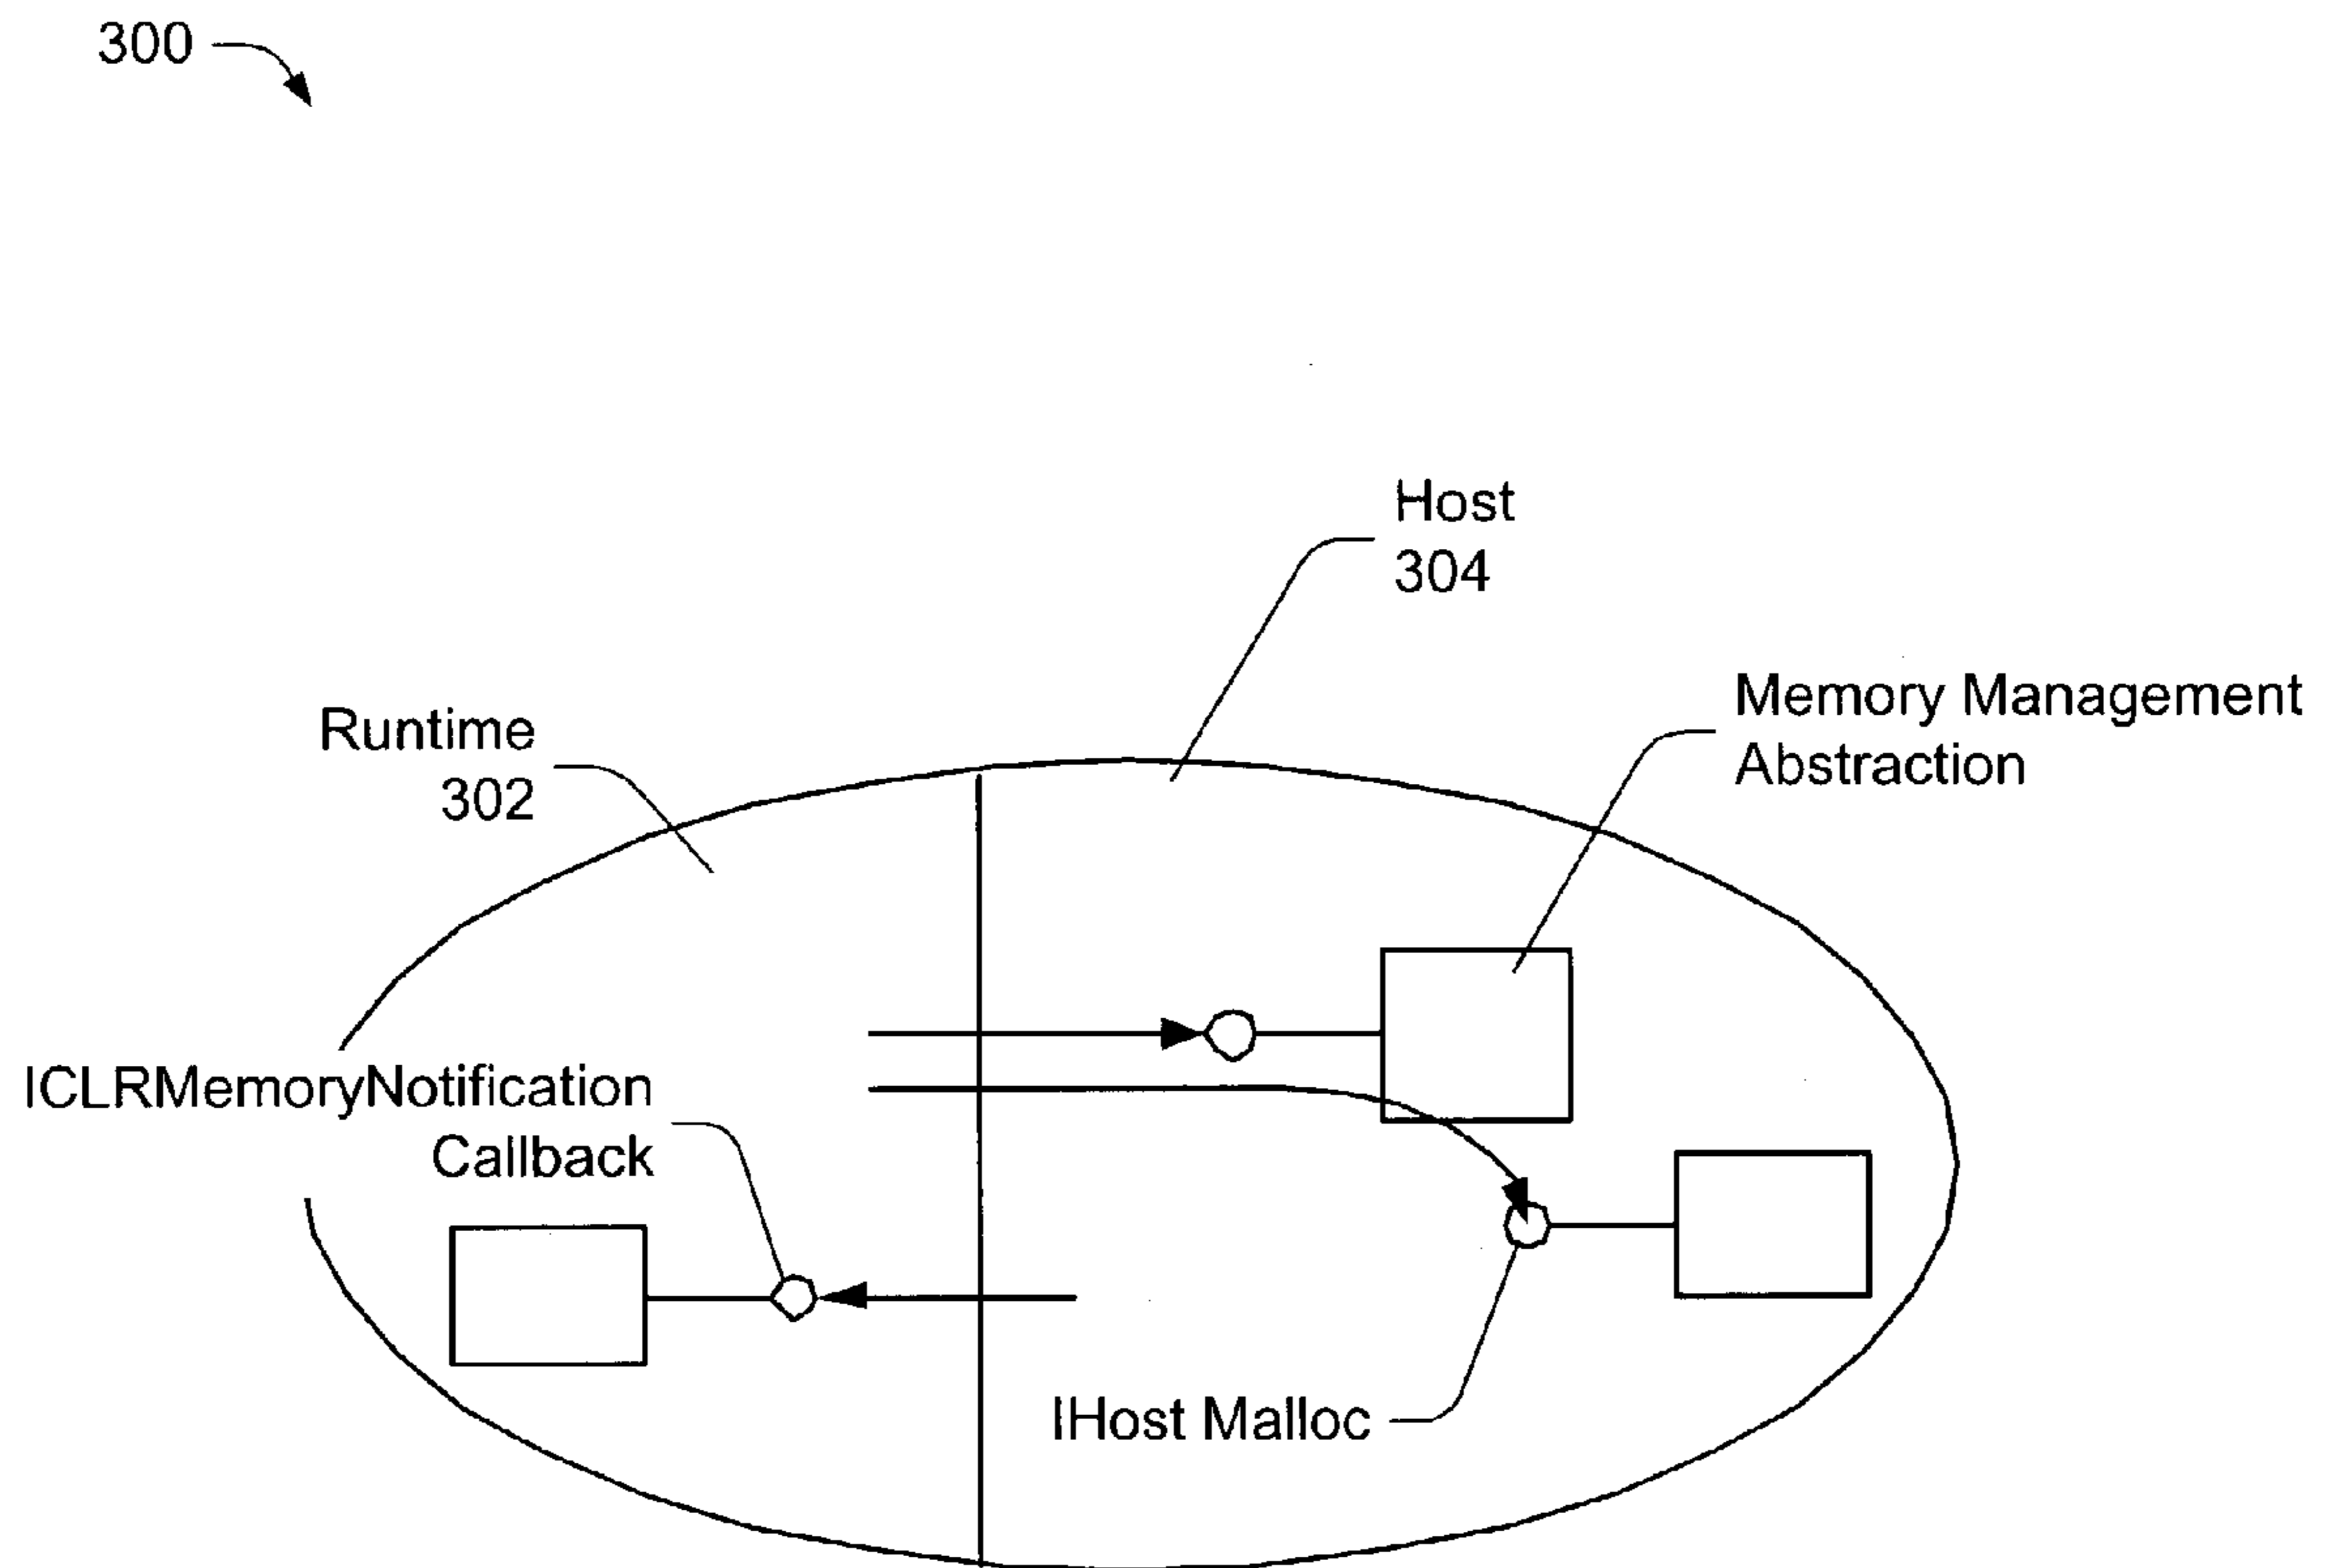 300
Host
304
Memory Management
Abstraction
Runtime
302
ICLRMemoryNotification
Callback
IHost Malloc